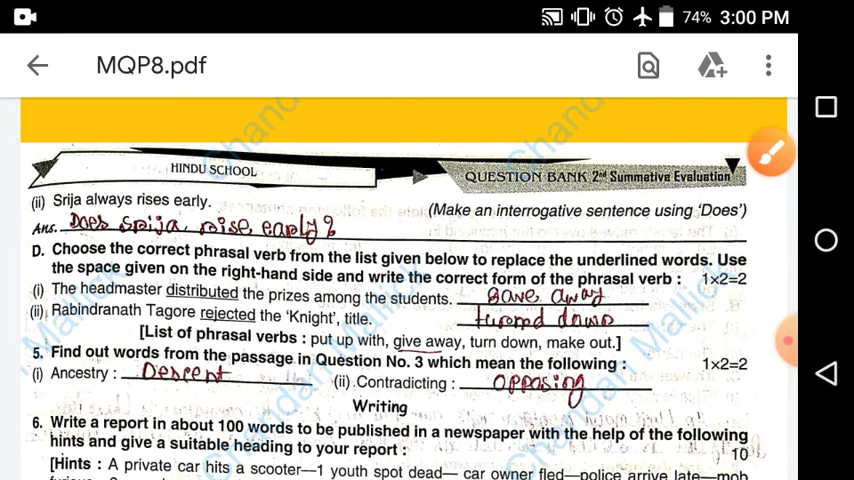 74% 3:00 PM
MQP8.pdf
HINDU SCHOOL
QUESTION BANK 2nd Summative Evaluation
(ii) Srija always rises early.
(Make an interrogative sentence using 'Does')
Ans. Does Srija rise early?
D. Choose the correct phrasal verb from the list given below to replace the underlined words. Use
the space given on the right-hand side and write the correct form of the phrasal verb : 1×2=2
(i) The headmaster distributed the prizes among the students. Gave away
(ii) Rabindranath Tagore rejected the 'Knight', title. turned down
[List of phrasal verbs : put up with, give away, turn down, make out.]
5. Find out words from the passage in Question No. 3 which mean the following : 1×2=2
(i) Ancestry : Descent (ii) Contradicting : Opposing
Writing
6. Write a report in about 100 words to be published in a newspaper with the help of the following
hints and give a suitable heading to your report : 10
[Hints : A private car hits a scooter—1 youth spot dead— car owner fled—police arrive late—mob